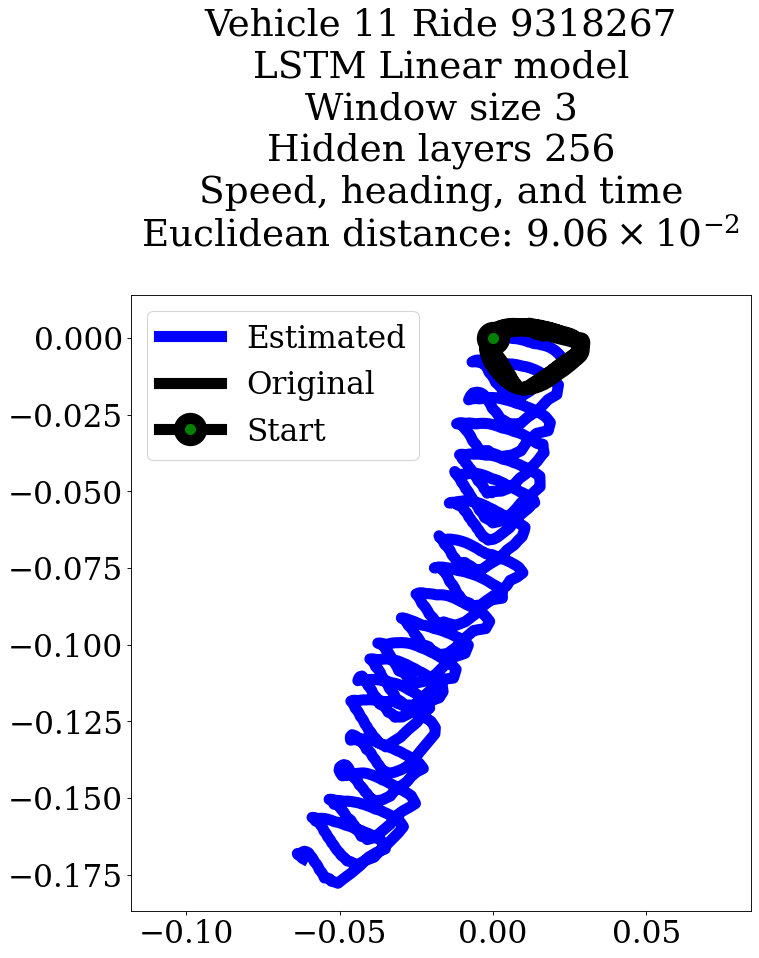 Vehicle 11 Ride 9318267
LSTM Linear model
Window size 3
Hidden layers 256
Speed, heading, and time
Euclidean distance: 9.06 × 10⁻²
Estimated
Original
Start
0.000
−0.025
−0.050
−0.075
−0.100
−0.125
−0.150
−0.175
−0.10 −0.05 0.00 0.05